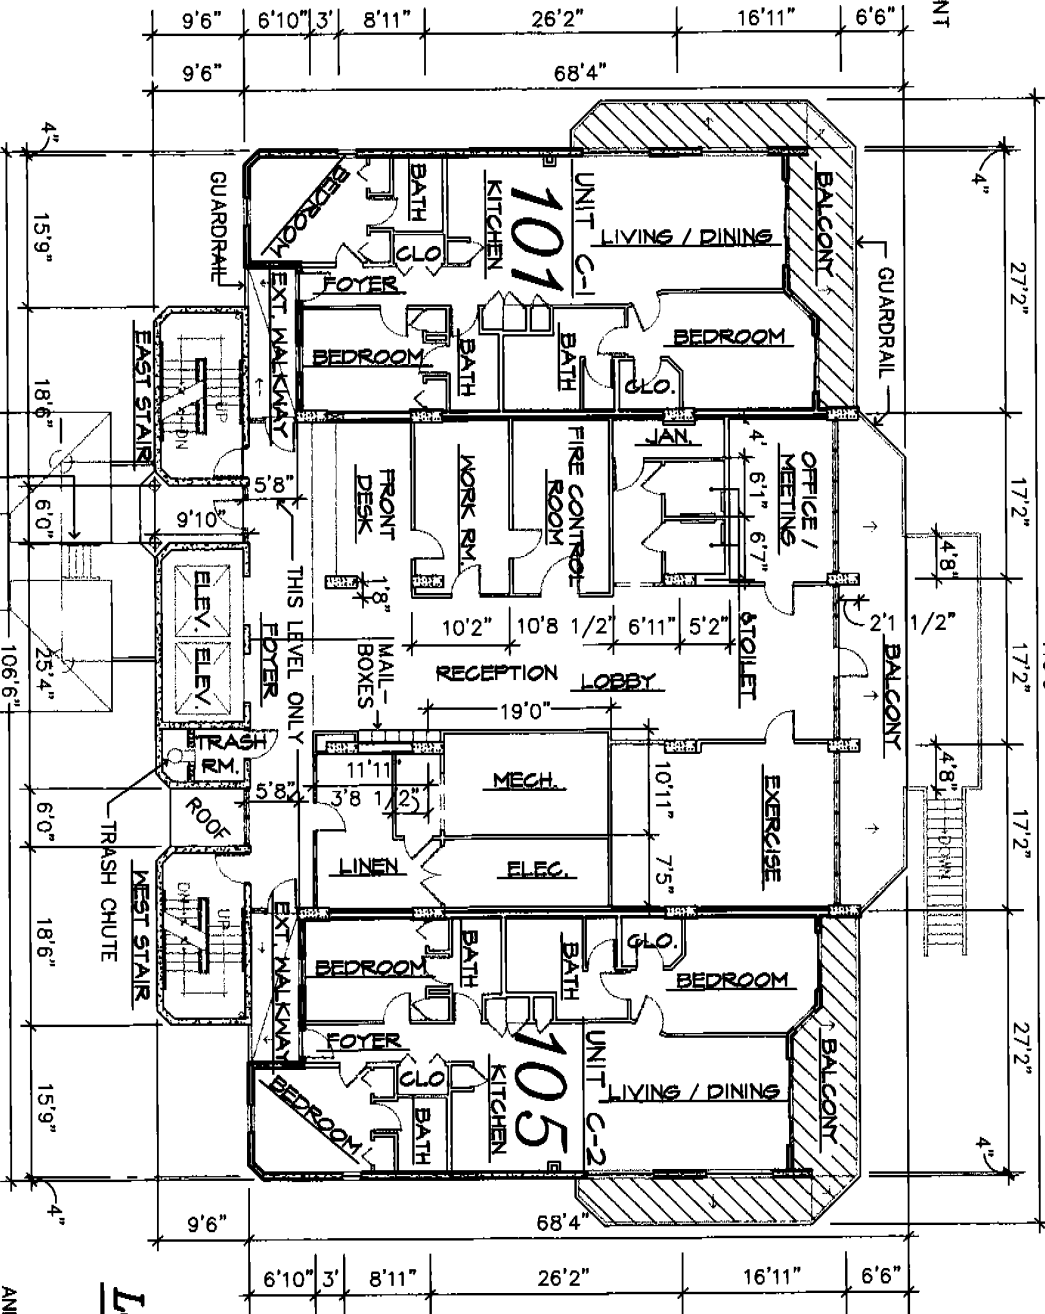 NT
9'6"
6'10"
3'
8'11"
26'2"
16'11"
6'6"
9'6"
68'4"
4"
15'9"
18'6"
6'0"
25'4"
106'6"
6'0"
18'6"
15'9"
4"
4"
27'2"
17'2"
17'2"
17'2"
27'2"
4"
GUARDRAIL
BEDROOM
BATH
KITCHEN
101
UNIT C-1
LIVING / DINING
BALCONY
GUARDRAIL
CLO
FOYER
EXT. WALKWAY
BEDROOM
BATH
BATH
CLO.
BEDROOM
EAST STAIR
UP
DN
5'8"
9'10"
FRONT
DESK
WORK RM.
FIRE CONTROL
ROOM
JAN.
4'
6'1"
6'7"
OFFICE /
MEETING
4'8"
1'8"
ELEV.
ELEV.
FOYER
THIS LEVEL ONLY
MAIL-
BOXES
10'2"
10'8 1/2"
6'11"
5'2"
TOILET
2'1 1/2"
RECEPTION LOBBY
BALCONY
19'0"
TRASH
RM.
11'11"
3'8 1/2"
MECH.
10'11"
EXERCISE
4'8"
5'8"
ROOF
TRASH CHUTE
LINEN
ELEC.
7'5"
DOWN
WEST STAIR
UP
DN
EXT. WALKWAY
BEDROOM
BATH
BATH
CLO.
BEDROOM
FOYER
CLO
KITCHEN
105
UNIT C-2
LIVING / DINING
BALCONY
BEDROOM
BATH
9'6"
68'4"
6'10"
3'
8'11"
26'2"
16'11"
6'6"